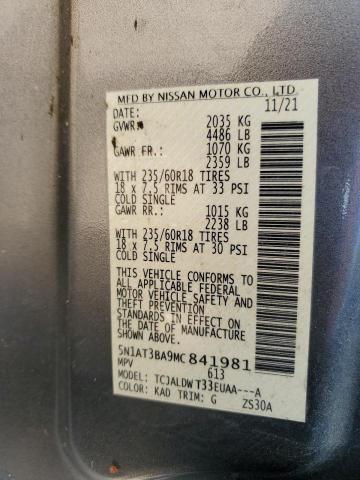 MFD BY NISSAN MOTOR CO., LTD.
DATE: 11/21
GVWR: 2035 KG
4486 LB
GAWR FR: 1070 KG
2359 LB
WITH 235/60R18 TIRES
18 x 7.5 RIMS AT 33 PSI
COLD SINGLE
GAWR RR: 1015 KG
2238 LB
WITH 235/60R18 TIRES
18 x 7.5 RIMS AT 30 PSI
COLD SINGLE
THIS VEHICLE CONFORMS TO
ALL APPLICABLE FEDERAL
MOTOR VEHICLE SAFETY AND
THEFT PREVENTION
STANDARDS IN EFFECT ON
THE DATE OF MANUFACTURE
SHOWN ABOVE.
5N1AT3BA9MC841981
MPV 613
MODEL: TCJALDWT33EUAA---A
COLOR: KAD TRIM: G ZS30A